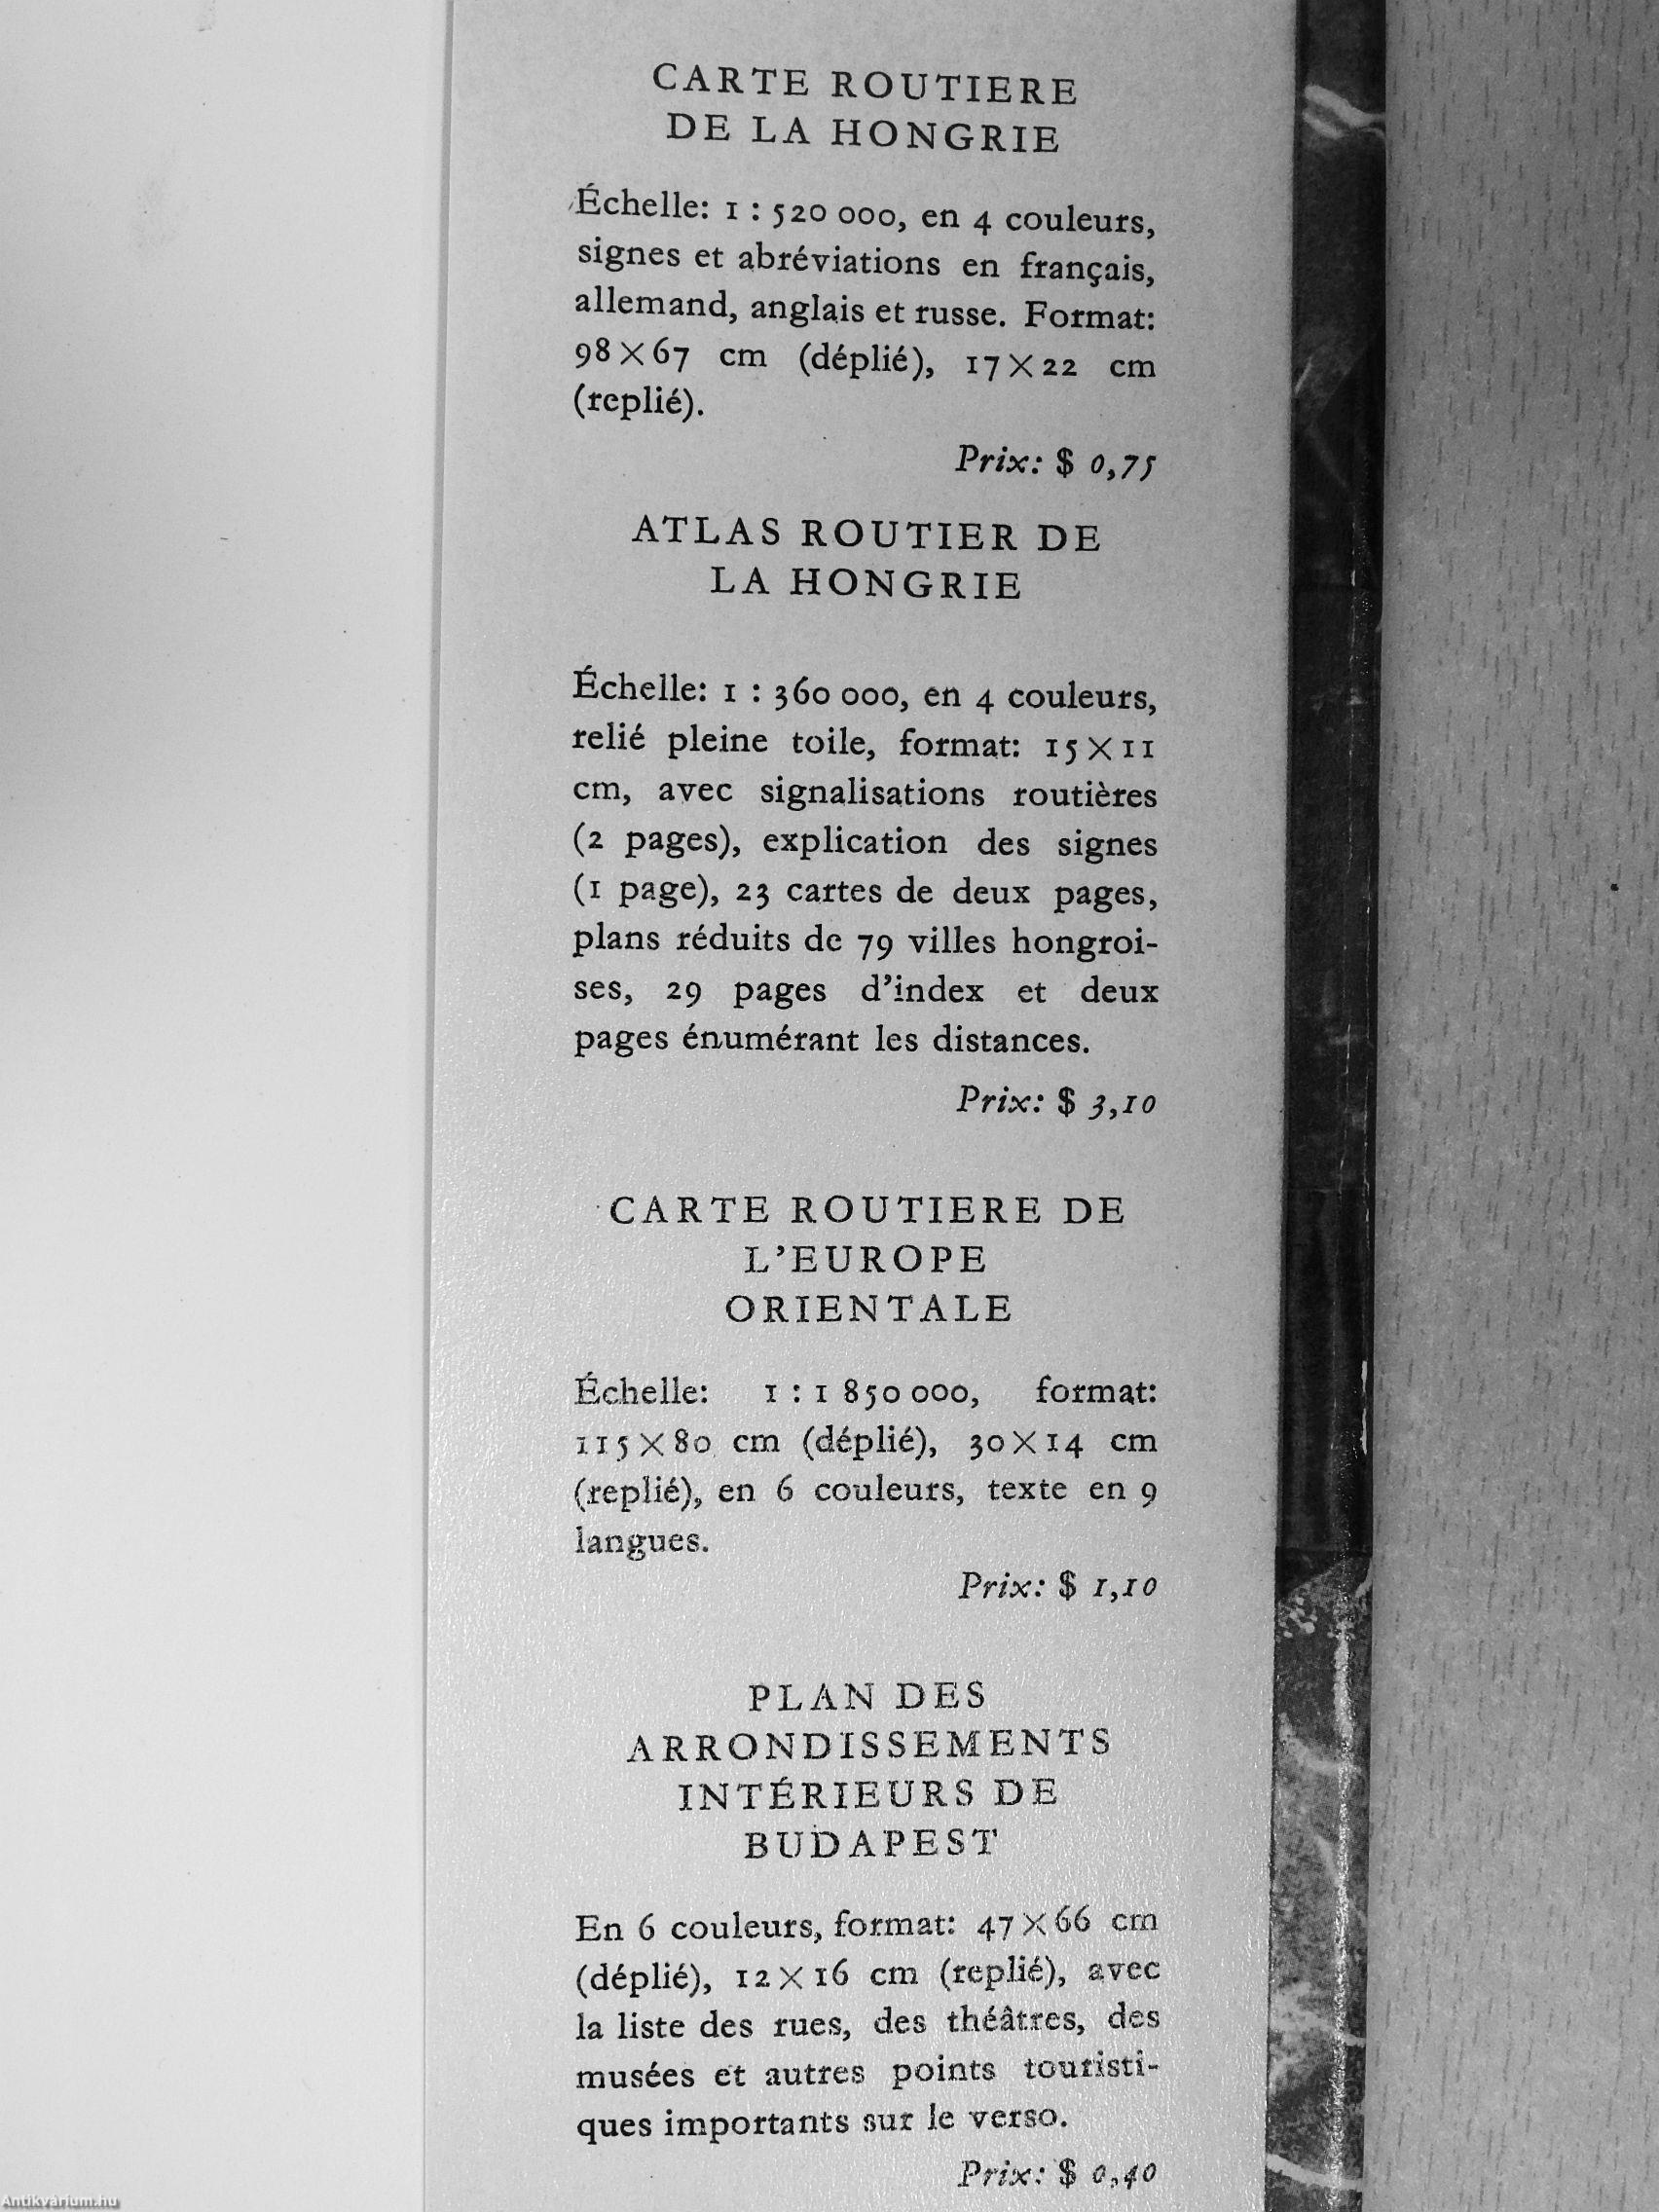 CARTE ROUTIERE
DE LA HONGRIE
Échelle: 1 : 520 000, en 4 couleurs,
signes et abréviations en français,
allemand, anglais et russe. Format:
98×67 cm (déplié), 17×22 cm
(replié).
Prix: $ 0,75
ATLAS ROUTIER DE
LA HONGRIE
Échelle: 1 : 360 000, en 4 couleurs,
relié pleine toile, format: 15×11
cm, avec signalisations routières
(2 pages), explication des signes
(1 page), 23 cartes de deux pages,
plans réduits de 79 villes hongroi-
ses, 29 pages d'index et deux
pages énumérant les distances.
Prix: $ 3,10
CARTE ROUTIERE DE
L'EUROPE
ORIENTALE
Échelle: 1 : 1 850 000, format:
115×80 cm (déplié), 30×14 cm
(replié), en 6 couleurs, texte en 9
langues.
Prix: $ 1,10
PLAN DES
ARRONDISSEMENTS
INTÉRIEURS DE
BUDAPEST
En 6 couleurs, format: 47×66 cm
(déplié), 12×16 cm (replié), avec
la liste des rues, des théâtres, des
musées et autres points touristi-
ques importants sur le verso.
Prix: $ 0,40
Antikvárium.hu